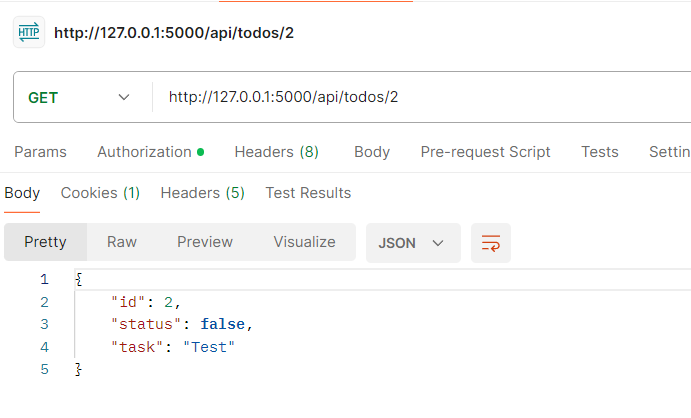 HTTP http://127.0.0.1:5000/api/todos/2
GET http://127.0.0.1:5000/api/todos/2
Params Authorization Headers (8) Body Pre-request Script Tests Settin
Body Cookies (1) Headers (5) Test Results
Pretty Raw Preview Visualize JSON
1 {
2 "id": 2,
3 "status": false,
4 "task": "Test"
5 }